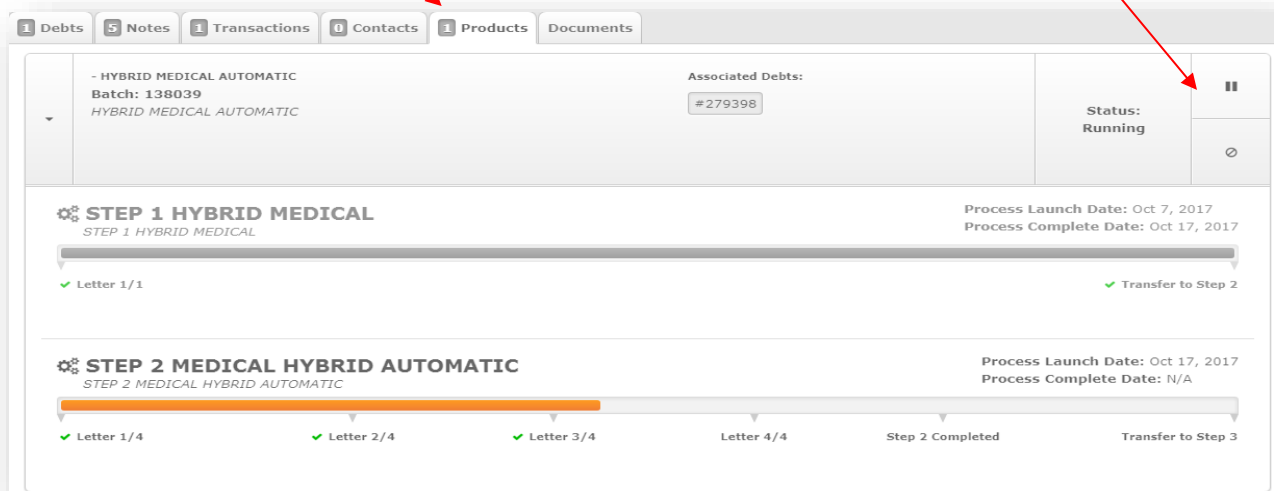 1 Debts 5 Notes 1 Transactions 0 Contacts 1 Products Documents
- HYBRID MEDICAL AUTOMATIC
Batch: 138039
HYBRID MEDICAL AUTOMATIC
Associated Debts:
#279398
Status:
Running
STEP 1 HYBRID MEDICAL
STEP 1 HYBRID MEDICAL
Process Launch Date: Oct 7, 2017
Process Complete Date: Oct 17, 2017
Letter 1/1 Transfer to Step 2
STEP 2 MEDICAL HYBRID AUTOMATIC
STEP 2 MEDICAL HYBRID AUTOMATIC
Process Launch Date: Oct 17, 2017
Process Complete Date: N/A
Letter 1/4 Letter 2/4 Letter 3/4 Letter 4/4 Step 2 Completed Transfer to Step 3